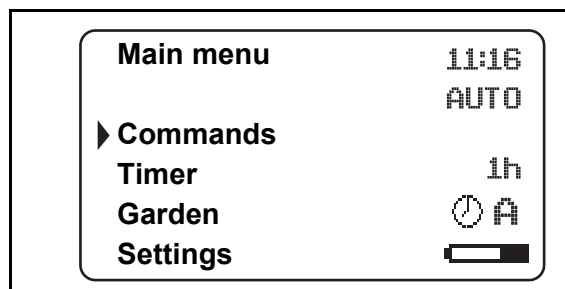 Main menu 11:16
AUTO
Commands
Timer 1h
Garden A
Settings